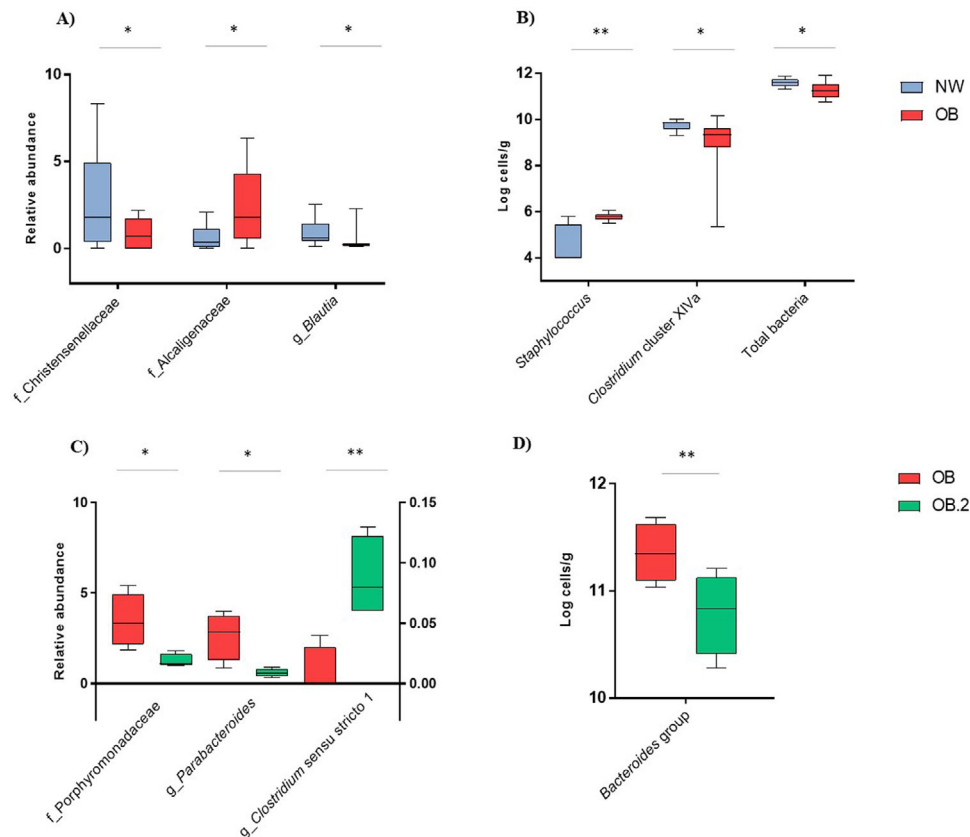 A)
* * *
Relative abundance
10
5
0
f_Christensenellaceae
f_Alcaligenaceae
g_Blautia
B)
** * *
Log cells/g
12
10
8
6
4
Staphylococcus
Clostridium cluster XIVa
Total bacteria
NW
OB
C)
* * **
Relative abundance
10
5
0
0.15
0.10
0.05
0.00
f_Porphyromonadaceae
g_Parabacteroides
g_Clostridium sensu stricto 1
D)
**
Log cells/g
12
11
10
Bacteroides group
OB
OB.2